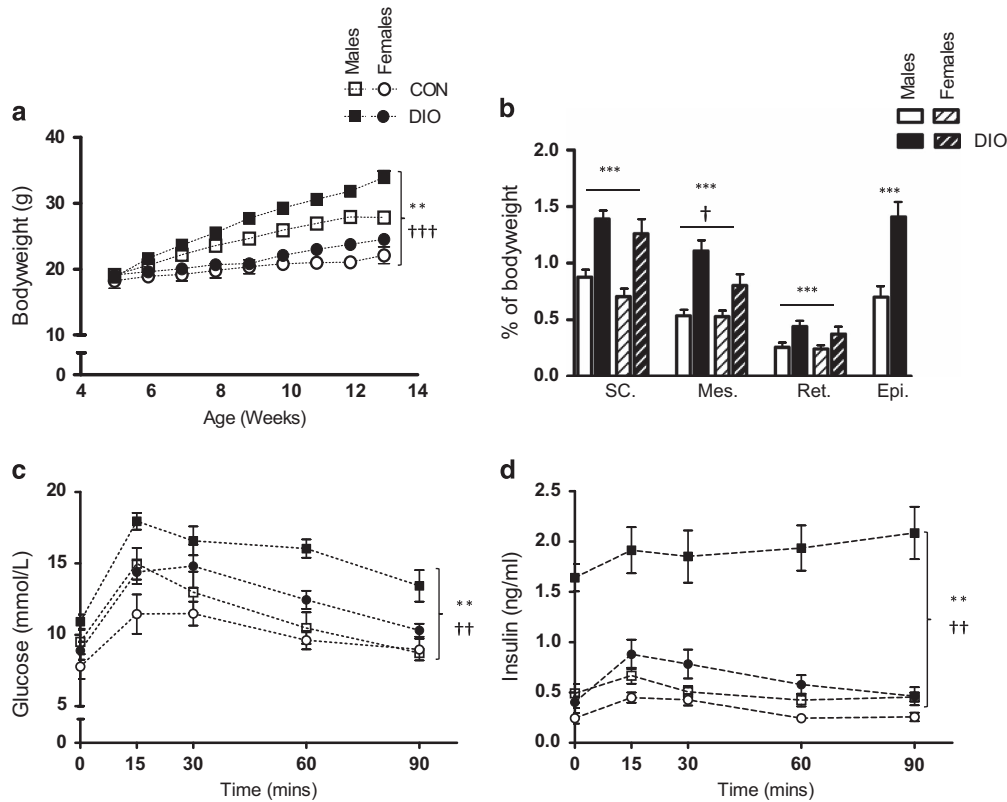 Males
Females
CON
DIO
a
40
30
20
10
0
4
6
8
10
12
14
Bodyweight (g)
Age (Weeks)
**
†††
Males
Females
DIO
b
2.0
1.5
1.0
0.5
0.0
% of bodyweight
***
***
†
***
***
SC.
Mes.
Ret.
Epi.
c
20
15
10
5
0
Glucose (mmol/L)
0
15
30
60
90
Time (mins)
**
††
d
2.5
2.0
1.5
1.0
0.5
0.0
Insulin (ng/ml)
0
15
30
60
90
Time (mins)
**
††